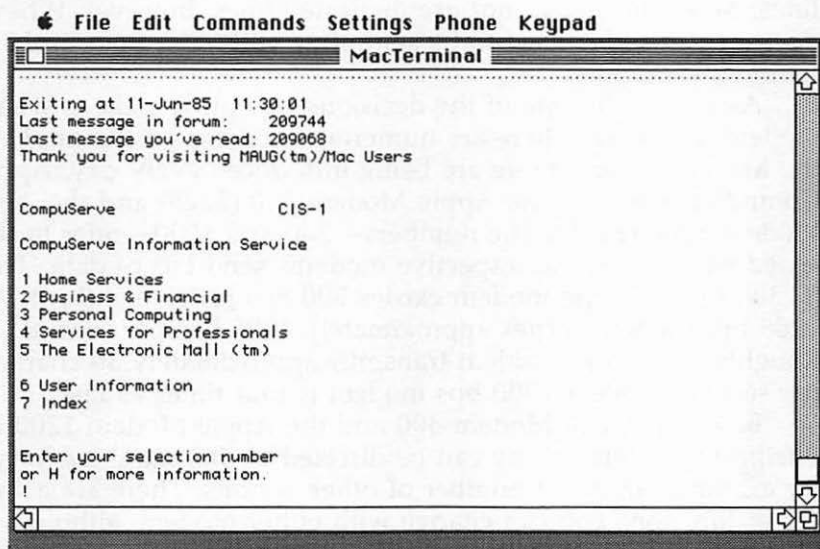 File Edit Commands Settings Phone Keypad
MacTerminal
Exiting at 11-Jun-85 11:30:01
Last message in forum: 209744
Last message you've read: 209068
Thank you for visiting MAUG(tm)/Mac Users
CompuServe CIS-1
CompuServe Information Service
1 Home Services
2 Business & Financial
3 Personal Computing
4 Services for Professionals
5 The Electronic Mall (tm)
6 User Information
7 Index
Enter your selection number
or H for more information.
!